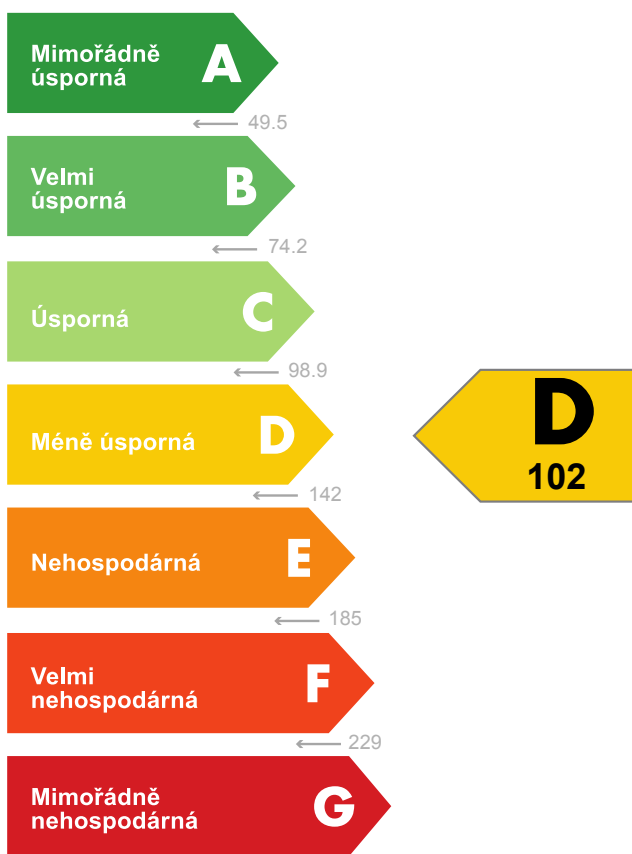 Mimořádně
úsporná
A
49.5
Velmi
úsporná
B
74.2
Úsporná
C
98.9
Méně úsporná
D
142
D
102
Nehospodárná
E
185
Velmi
nehospodárná
F
229
Mimořádně
nehospodárná
G